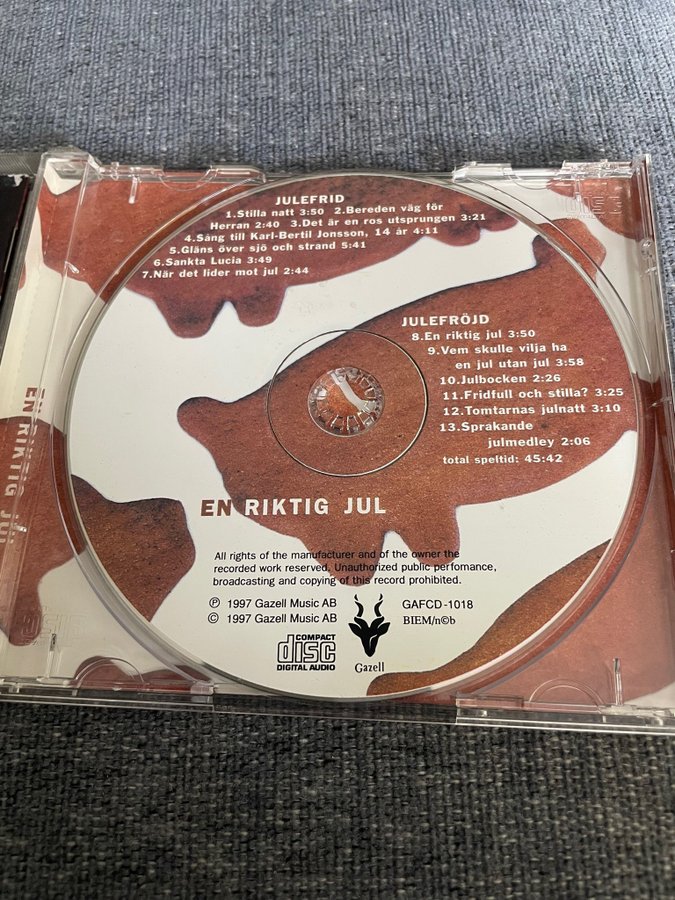 JULEFRID
1.Stilla natt 3:50 2.Bereden väg för
Herran 2:40 3.Det är en ros utsprungen 3:21
4.Sång till Karl-Bertil Jonsson, 14 år 4:11
5.Gläns över sjö och strand 5:41
6.Sankta Lucia 3:49
7.När det lider mot jul 2:44
JULEFRÖJD
8.En riktig jul 3:50
9.Vem skulle vilja ha
en jul utan jul 3:58
10.Julbocken 2:26
11.Fridfull och stilla? 3:25
12.Tomtarnas julnatt 3:10
13.Sprakande
julmedley 2:06
total speltid: 45:42
EN RIKTIG JUL
All rights of the manufacturer and of the owner the
recorded work reserved. Unauthorized public perfomance,
broadcasting and copying of this record prohibited.
℗ 1997 Gazell Music AB
© 1997 Gazell Music AB
GAFCD-1018
BIEM/n©b
COMPACT
disc
DIGITAL AUDIO
Gazell
EN RIKTIG JUL